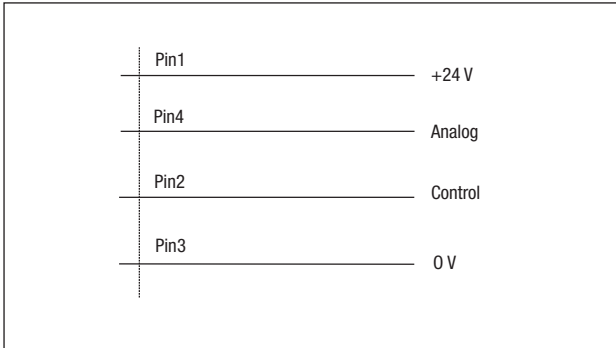 Pin1
+24 V
Pin4
Analog
Pin2
Control
Pin3
0 V